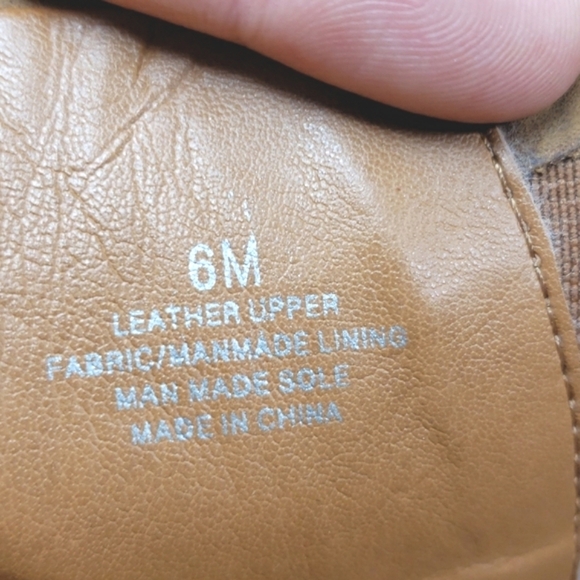 6M
LEATHER UPPER
FABRIC/MANMADE LINING
MAN MADE SOLE
MADE IN CHINA